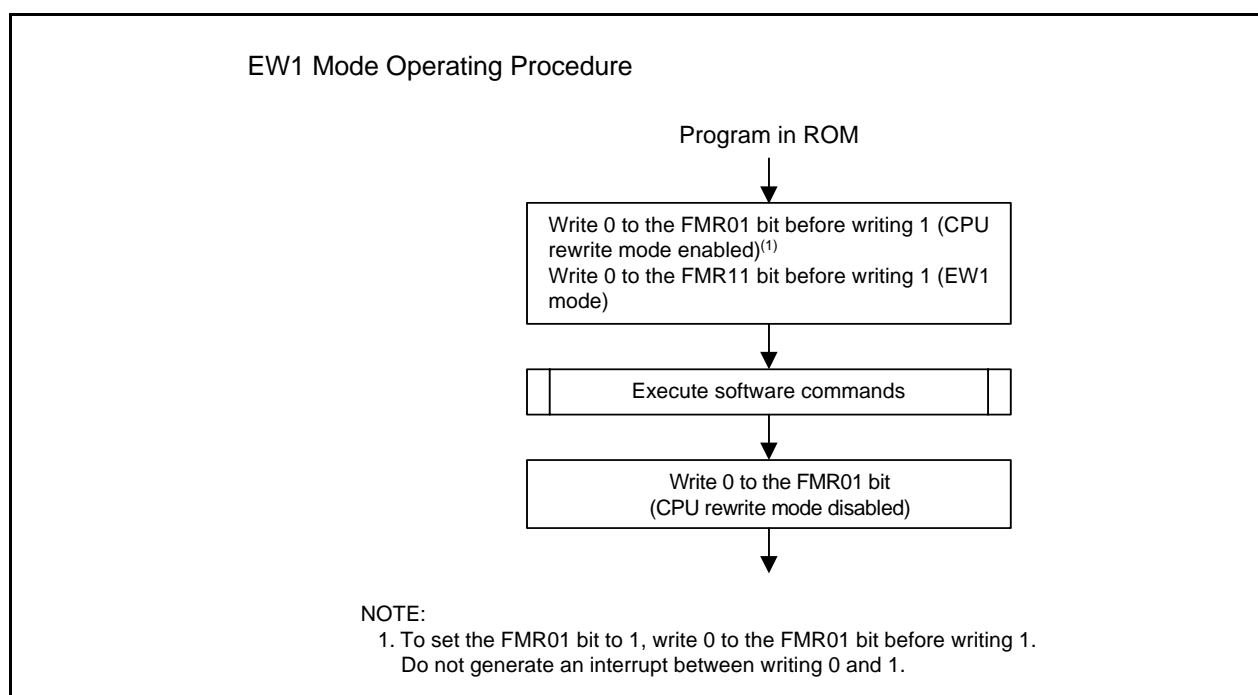 EW1 Mode Operating Procedure
Program in ROM
Write 0 to the FMR01 bit before writing 1 (CPU
rewrite mode enabled)(1)
Write 0 to the FMR11 bit before writing 1 (EW1
mode)
Execute software commands
Write 0 to the FMR01 bit
(CPU rewrite mode disabled)
NOTE:
1. To set the FMR01 bit to 1, write 0 to the FMR01 bit before writing 1.
Do not generate an interrupt between writing 0 and 1.